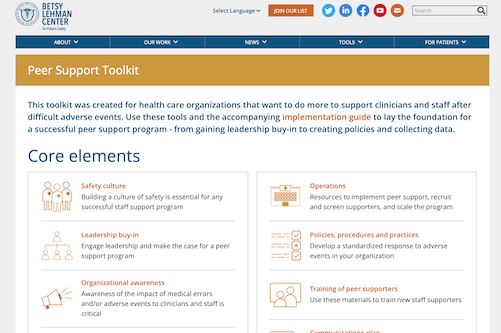 BETSY
LEHMAN
CENTER
for Patient Safety
Select Language
JOIN OUR LIST
Search
ABOUT
OUR WORK
NEWS
TOOLS
FOR PATIENTS
Peer Support Toolkit
This toolkit was created for health care organizations that want to do more to support clinicians and staff after
difficult adverse events. Use these tools and the accompanying implementation guide to lay the foundation for
a successful peer support program - from gaining leadership buy-in to creating policies and collecting data.
Core elements
Safety culture
Building a culture of safety is essential for any
successful staff support program
Leadership buy-in
Engage leadership and make the case for a peer
support program
Organizational awareness
Awareness of the impact of medical errors
and/or adverse events to clinicians and staff is
critical
Operations
Resources to implement peer support, recruit
and screen supporters, and scale the program
Policies, procedures and practices
Develop a standardized response to adverse
events in your organization
Training of peer supporters
Use these materials to train new staff supporters
Communications plan